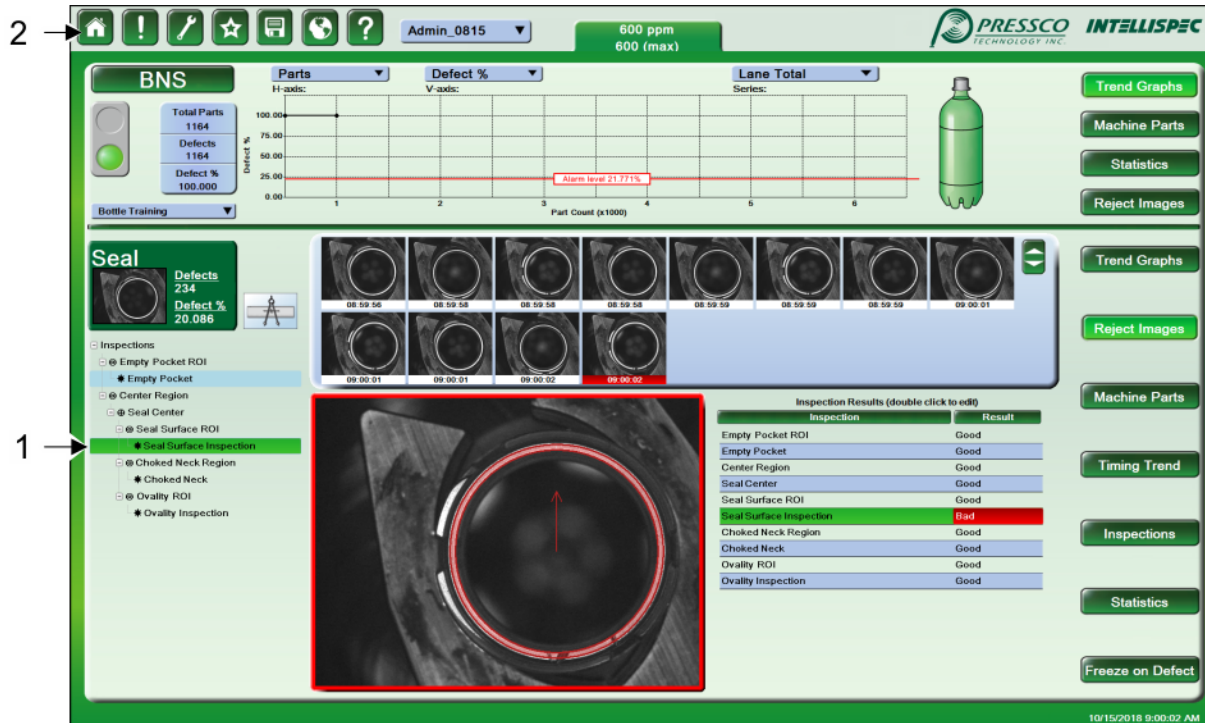 2
Admin_0815
600 ppm
600 (max)
PRESSCO
TECHNOLOGY INC.
INTELLISPEC
BNS
Total Parts
1164
Defects
1164
Defect %
100.000
Bottle Training
Parts
H-axis:
Defect %
V-axis:
Lane Total
Series:
Defect %
100.00
75.00
50.00
25.00
0.00
Alarm level 21.771%
1 2 3 4 5 6
Part Count (x1000)
Trend Graphs
Machine Parts
Statistics
Reject Images
Seal
Defects
234
Defect %
20.086
08:59:56 08:59:58 08:59:58 08:59:58 08:59:59 08:59:59 08:59:59 09:00:01
09:00:01 09:00:01 09:00:02 09:00:02
Inspections
Empty Pocket ROI
Empty Pocket
Center Region
Seal Center
Seal Surface ROI
1
Seal Surface Inspection
Choked Neck Region
Choked Neck
Ovality ROI
Ovality Inspection
Inspection Results (double click to edit)
Inspection Result
Empty Pocket ROI Good
Empty Pocket Good
Center Region Good
Seal Center Good
Seal Surface ROI Good
Seal Surface Inspection Bad
Choked Neck Region Good
Choked Neck Good
Ovality ROI Good
Ovality Inspection Good
Trend Graphs
Reject Images
Machine Parts
Timing Trend
Inspections
Statistics
Freeze on Defect
10/15/2018 9:00:02 AM